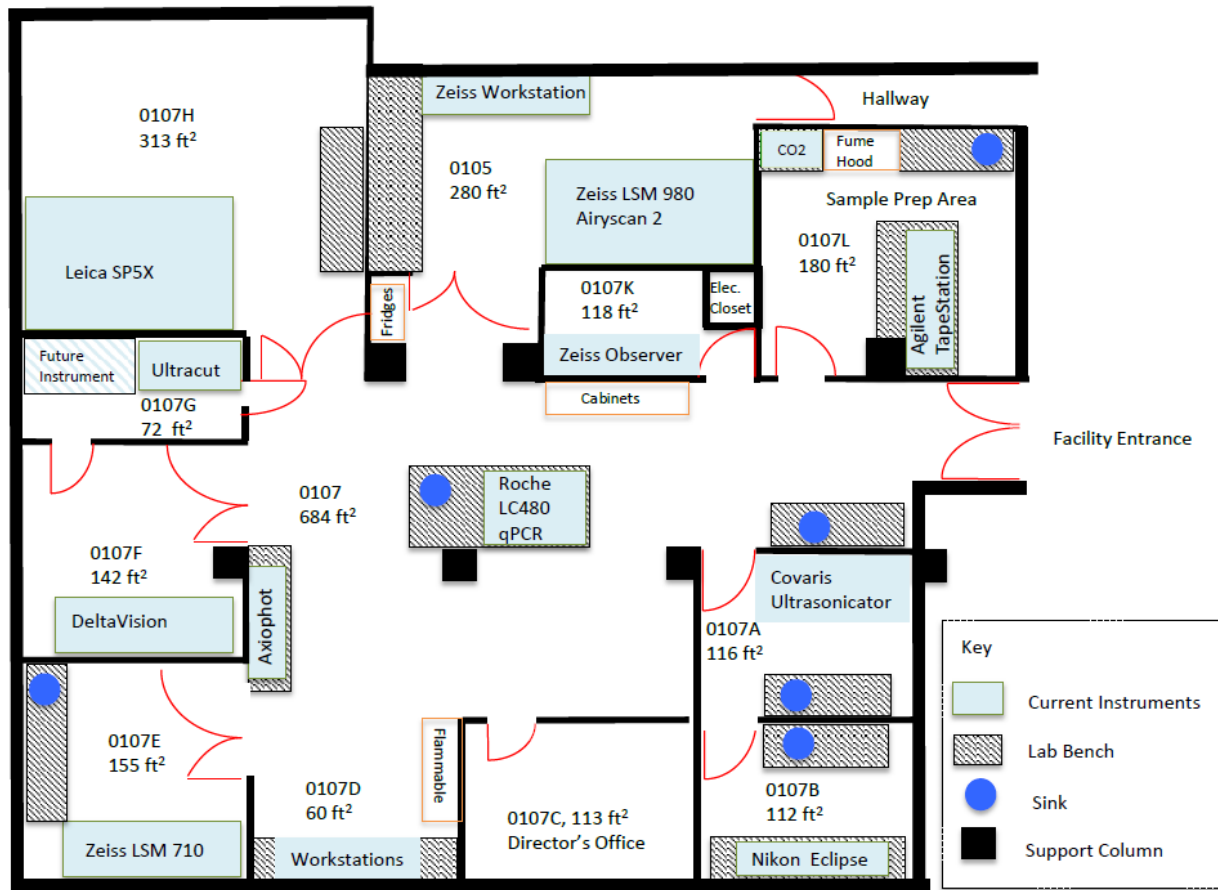 0107H
313 ft²
Leica SP5X
Zeiss Workstation
0105
280 ft²
Zeiss LSM 980
Airyscan 2
Hallway
CO2
Fume
Hood
Sample Prep Area
0107L
180 ft²
Agilent
TapeStation
Fridges
0107K
118 ft²
Elec.
Closet
Zeiss Observer
Cabinets
Future
Instrument
Ultracut
0107G
72 ft²
Facility Entrance
0107
684 ft²
Roche
LC480
qPCR
0107F
142 ft²
DeltaVision
Axiophot
Covaris
Ultrasonicator
0107A
116 ft²
0107E
155 ft²
Zeiss LSM 710
0107D
60 ft²
Workstations
Flammable
0107C, 113 ft²
Director's Office
0107B
112 ft²
Nikon Eclipse
Key
Current Instruments
Lab Bench
Sink
Support Column